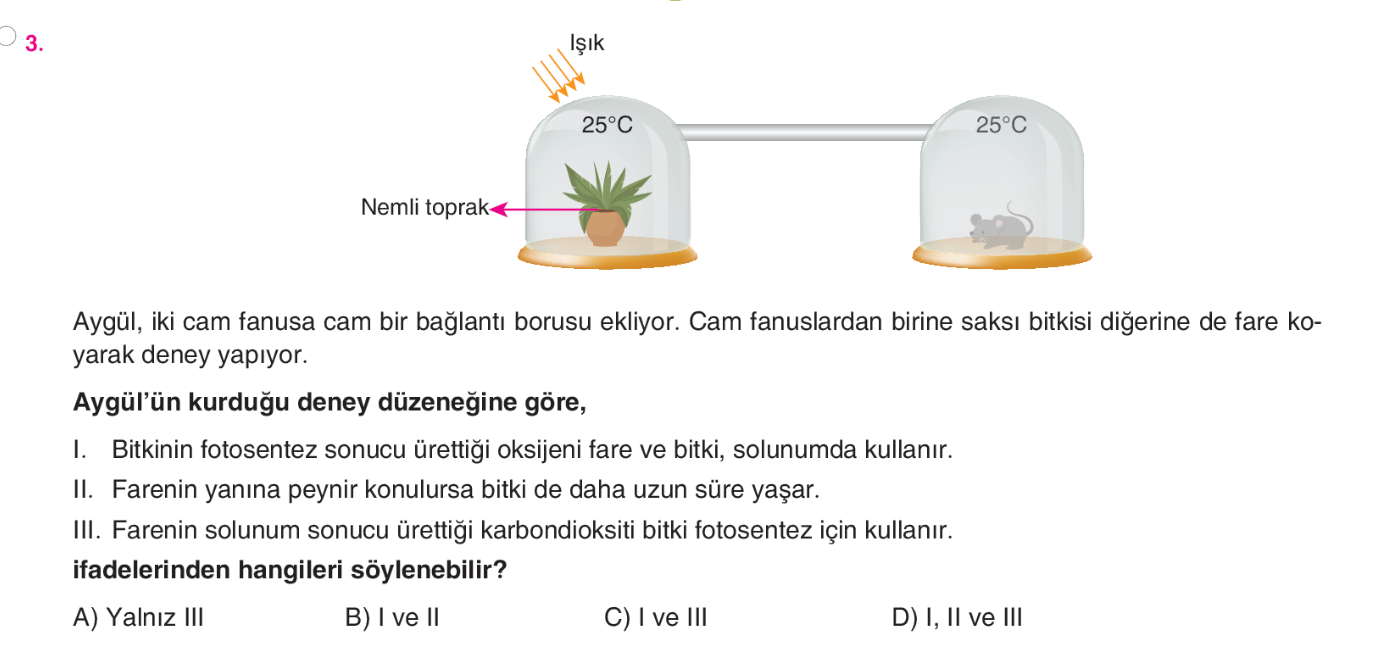 3.
Işık
25°C
25°C
Nemli toprak
Aygül, iki cam fanusa cam bir bağlantı borusu ekliyor. Cam fanuslardan birine saksı bitkisi diğerine de fare ko-
yarak deney yapıyor.
Aygül'ün kurduğu deney düzeneğine göre,
I. Bitkinin fotosentez sonucu ürettiği oksijeni fare ve bitki, solunumda kullanır.
II. Farenin yanına peynir konulursa bitki de daha uzun süre yaşar.
III. Farenin solunum sonucu ürettiği karbondioksiti bitki fotosentez için kullanır.
ifadelerinden hangileri söylenebilir?
A) Yalnız III B) I ve II C) I ve III D) I, II ve III